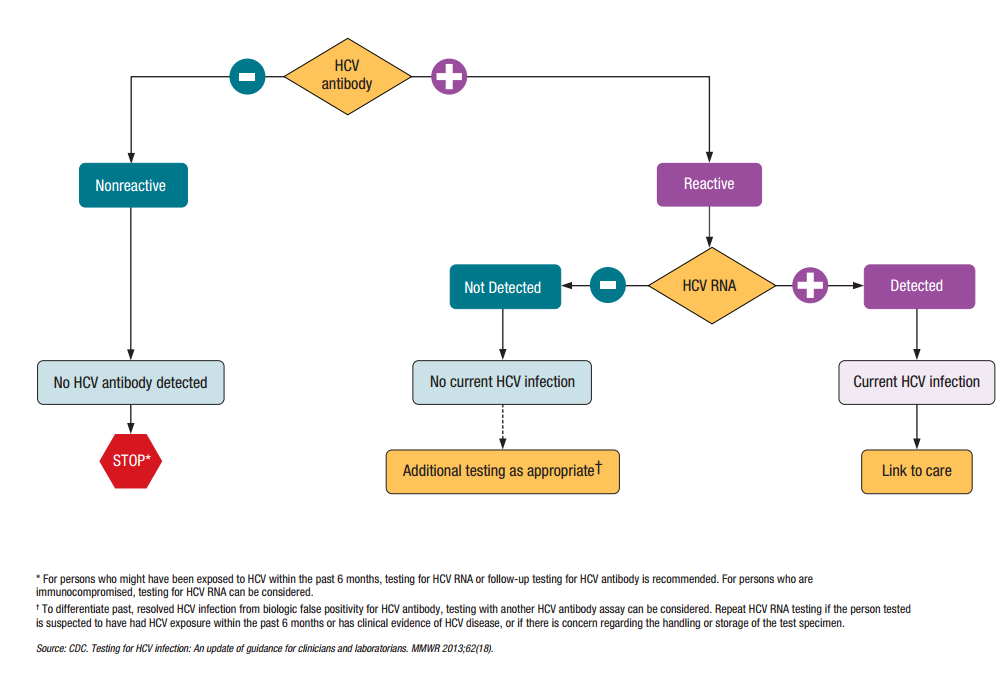 HCV
antibody
Nonreactive
Reactive
Not Detected
HCV RNA
Detected
No HCV antibody detected
No current HCV infection
Current HCV infection
STOP*
Additional testing as appropriate†
Link to care
* For persons who might have been exposed to HCV within the past 6 months, testing for HCV RNA or follow-up testing for HCV antibody is recommended. For persons who are
immunocompromised, testing for HCV RNA can be considered.
† To differentiate past, resolved HCV infection from biologic false positivity for HCV antibody, testing with another HCV antibody assay can be considered. Repeat HCV RNA testing if the person tested
is suspected to have had HCV exposure within the past 6 months or has clinical evidence of HCV disease, or if there is concern regarding the handling or storage of the test specimen.
Source: CDC. Testing for HCV infection: An update of guidance for clinicians and laboratorians. MMWR 2013;62(18).